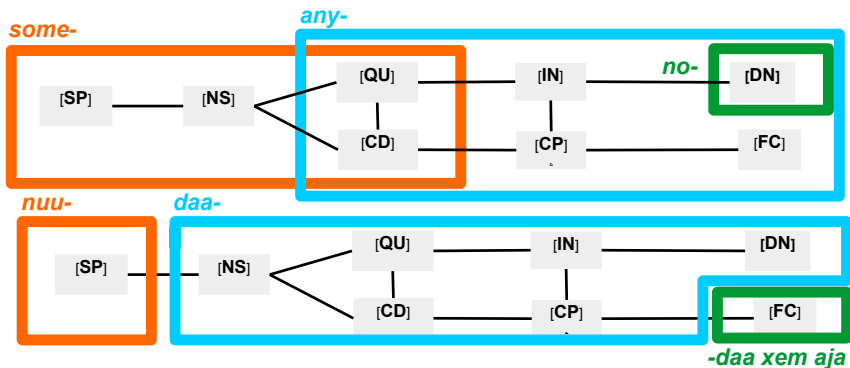 some- any-
[QU] [IN] no- [DN]
[SP] [NS]
[CD] [CP] [FC]
nuu- daa-
[QU] [IN] [DN]
[SP] [NS]
[CD] [CP] [FC]
-daa xem aja